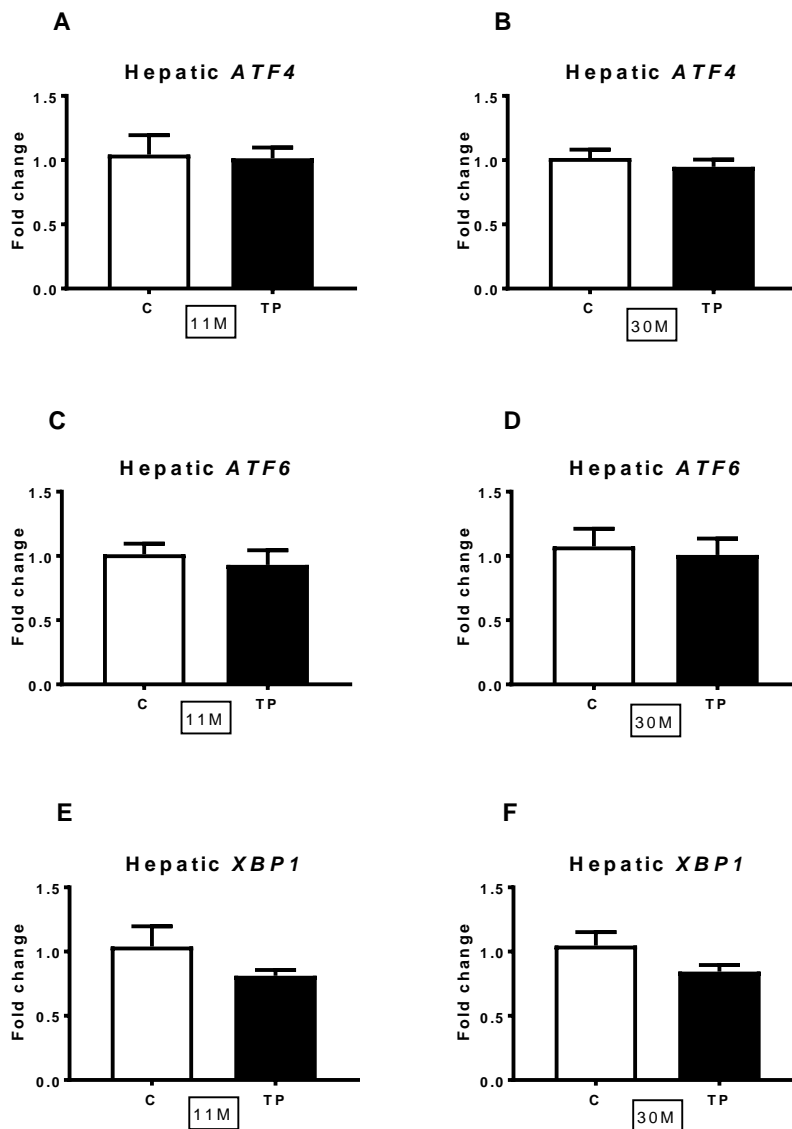 A
Hepatic ATF4
Fold change
1.5
1.0
0.5
0.0
C
TP
11M
B
Hepatic ATF4
Fold change
1.5
1.0
0.5
0.0
C
TP
30M
C
Hepatic ATF6
Fold change
1.5
1.0
0.5
0.0
C
TP
11M
D
Hepatic ATF6
Fold change
1.5
1.0
0.5
0.0
C
TP
30M
E
Hepatic XBP1
Fold change
1.5
1.0
0.5
0.0
C
TP
11M
F
Hepatic XBP1
Fold change
1.5
1.0
0.5
0.0
C
TP
30M